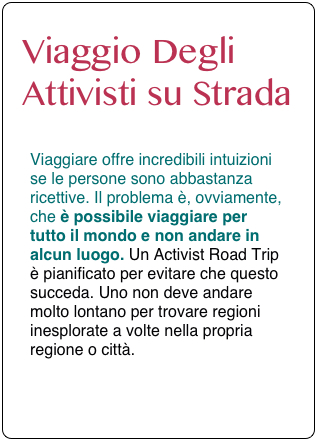 Viaggio Degli
Attivisti su Strada
Viaggiare offre incredibili intuizioni
se le persone sono abbastanza
ricettive. Il problema è, ovviamente,
che è possibile viaggiare per
tutto il mondo e non andare in
alcun luogo. Un Activist Road Trip
è pianificato per evitare che questo
succeda. Uno non deve andare
molto lontano per trovare regioni
inesplorate a volte nella propria
regione o città.